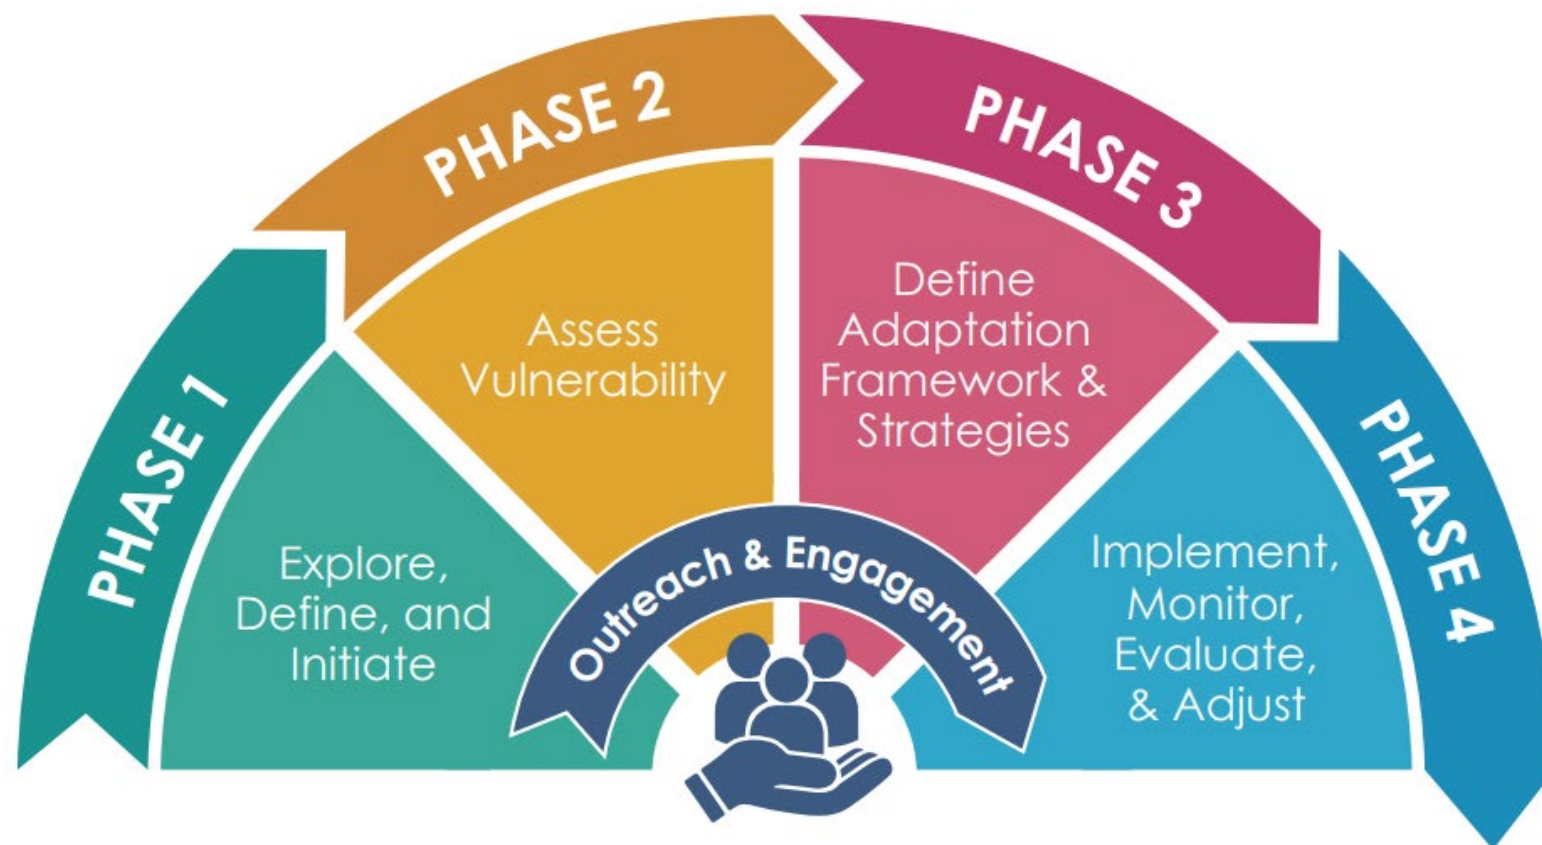 PHASE 1
Explore,
Define, and
Initiate
PHASE 2
Assess
Vulnerability
PHASE 3
Define
Adaptation
Framework &
Strategies
PHASE 4
Implement,
Monitor,
Evaluate,
& Adjust
Outreach & Engagement